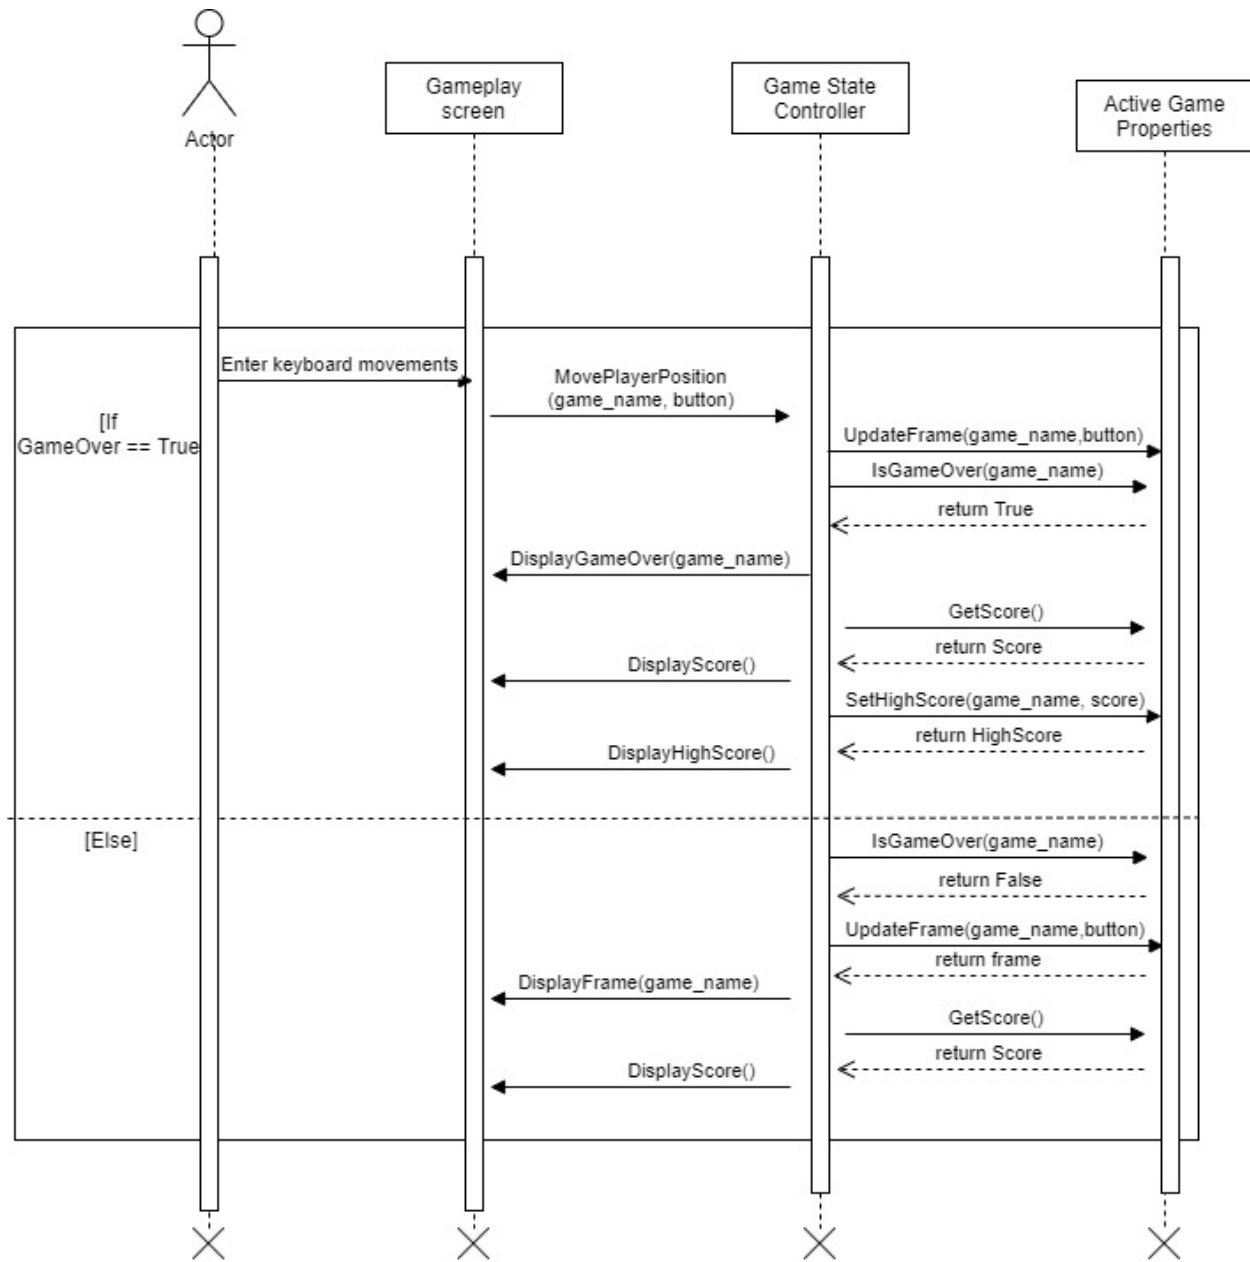 Actor
Gameplay
screen
Game State
Controller
Active Game
Properties
Enter keyboard movements
MovePlayerPosition
(game_name, button)
[If
GameOver == True
UpdateFrame(game_name,button)
IsGameOver(game_name)
return True
DisplayGameOver(game_name)
GetScore()
return Score
DisplayScore()
SetHighScore(game_name, score)
return HighScore
DisplayHighScore()
[Else]
IsGameOver(game_name)
return False
UpdateFrame(game_name,button)
return frame
DisplayFrame(game_name)
GetScore()
return Score
DisplayScore()